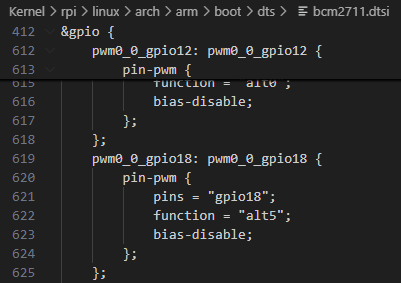 Kernel > rpi > linux > arch > arm > boot > dts > bcm2711.dtsi
412 &gpio {
612 pwm0_0_gpio12: pwm0_0_gpio12 {
613 pin-pwm {
615 function = "alt0";
616 bias-disable;
617 };
618 };
619 pwm0_0_gpio18: pwm0_0_gpio18 {
620 pin-pwm {
621 pins = "gpio18";
622 function = "alt5";
623 bias-disable;
624 };
625 };